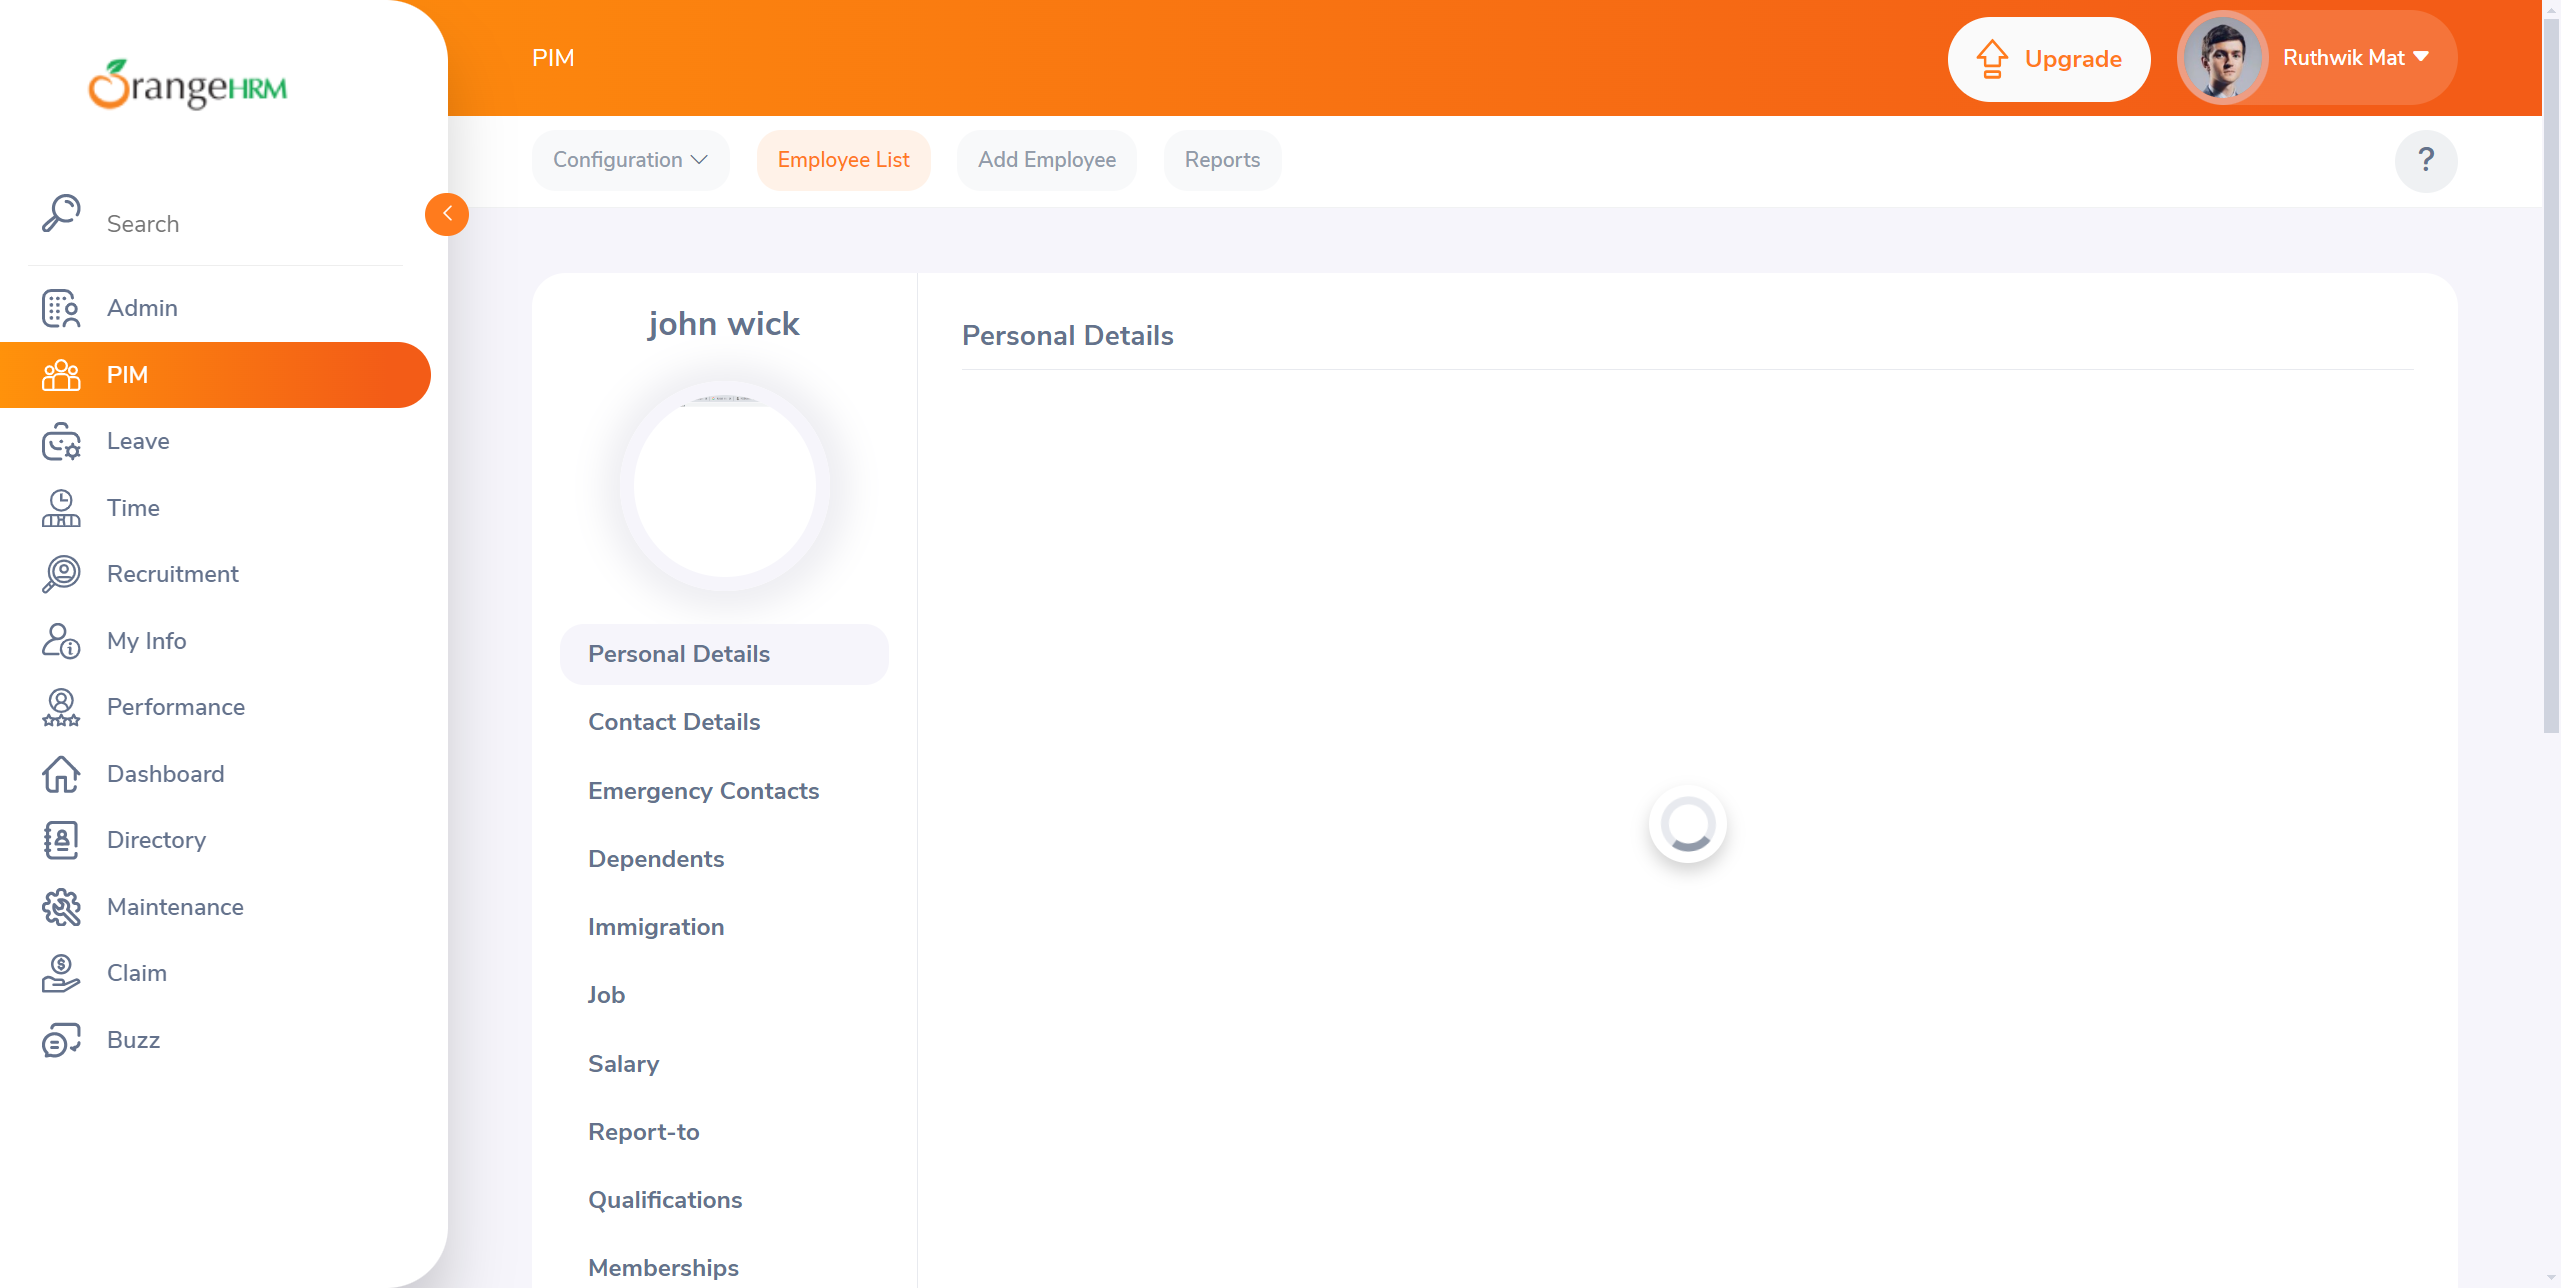 OrangeHRM
PIM
Upgrade
Ruthwik Mat
Configuration
Employee List
Add Employee
Reports
?
Search
Admin
PIM
Leave
Time
Recruitment
My Info
Performance
Dashboard
Directory
Maintenance
Claim
Buzz
john wick
Personal Details
Contact Details
Emergency Contacts
Dependents
Immigration
Job
Salary
Report-to
Qualifications
Memberships
Personal Details